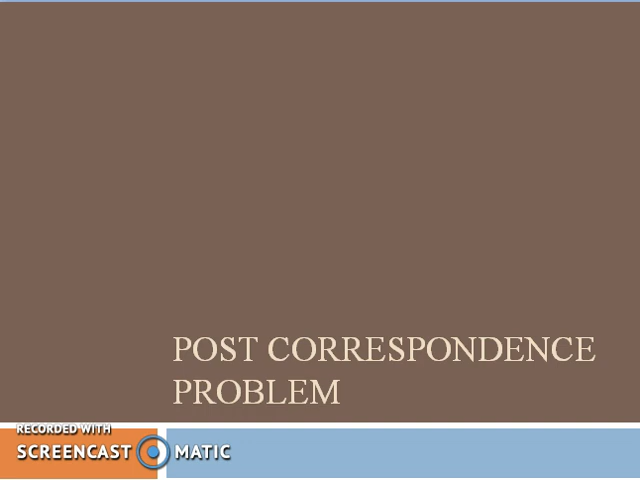 POST CORRESPONDENCE
PROBLEM
RECORDED WITH
SCREENCAST MATIC